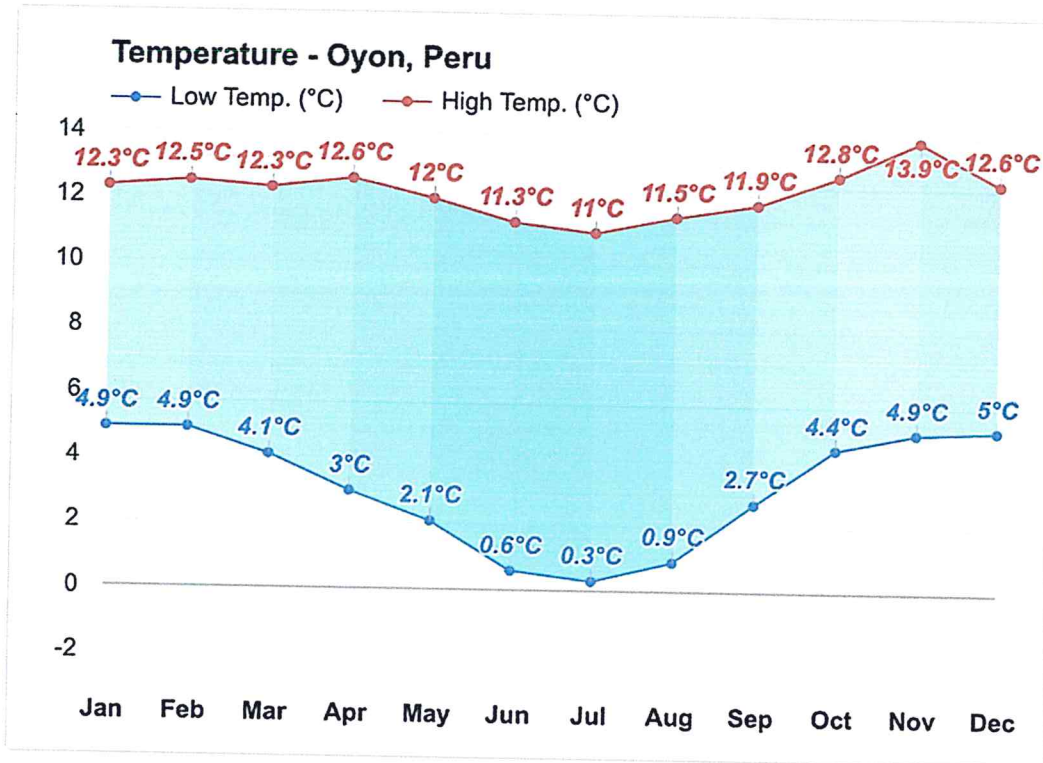 Temperature - Oyon, Peru
Low Temp. (°C) High Temp. (°C)
14
12.3°C 12.5°C 12.3°C 12.6°C 12°C 11.3°C 11°C 11.5°C 11.9°C 12.8°C 13.9°C 12.6°C
12
10
8
6
4.9°C 4.9°C 4.1°C 3°C 2.1°C 0.6°C 0.3°C 0.9°C 2.7°C 4.4°C 4.9°C 5°C
4
2
0
-2
Jan Feb Mar Apr May Jun Jul Aug Sep Oct Nov Dec